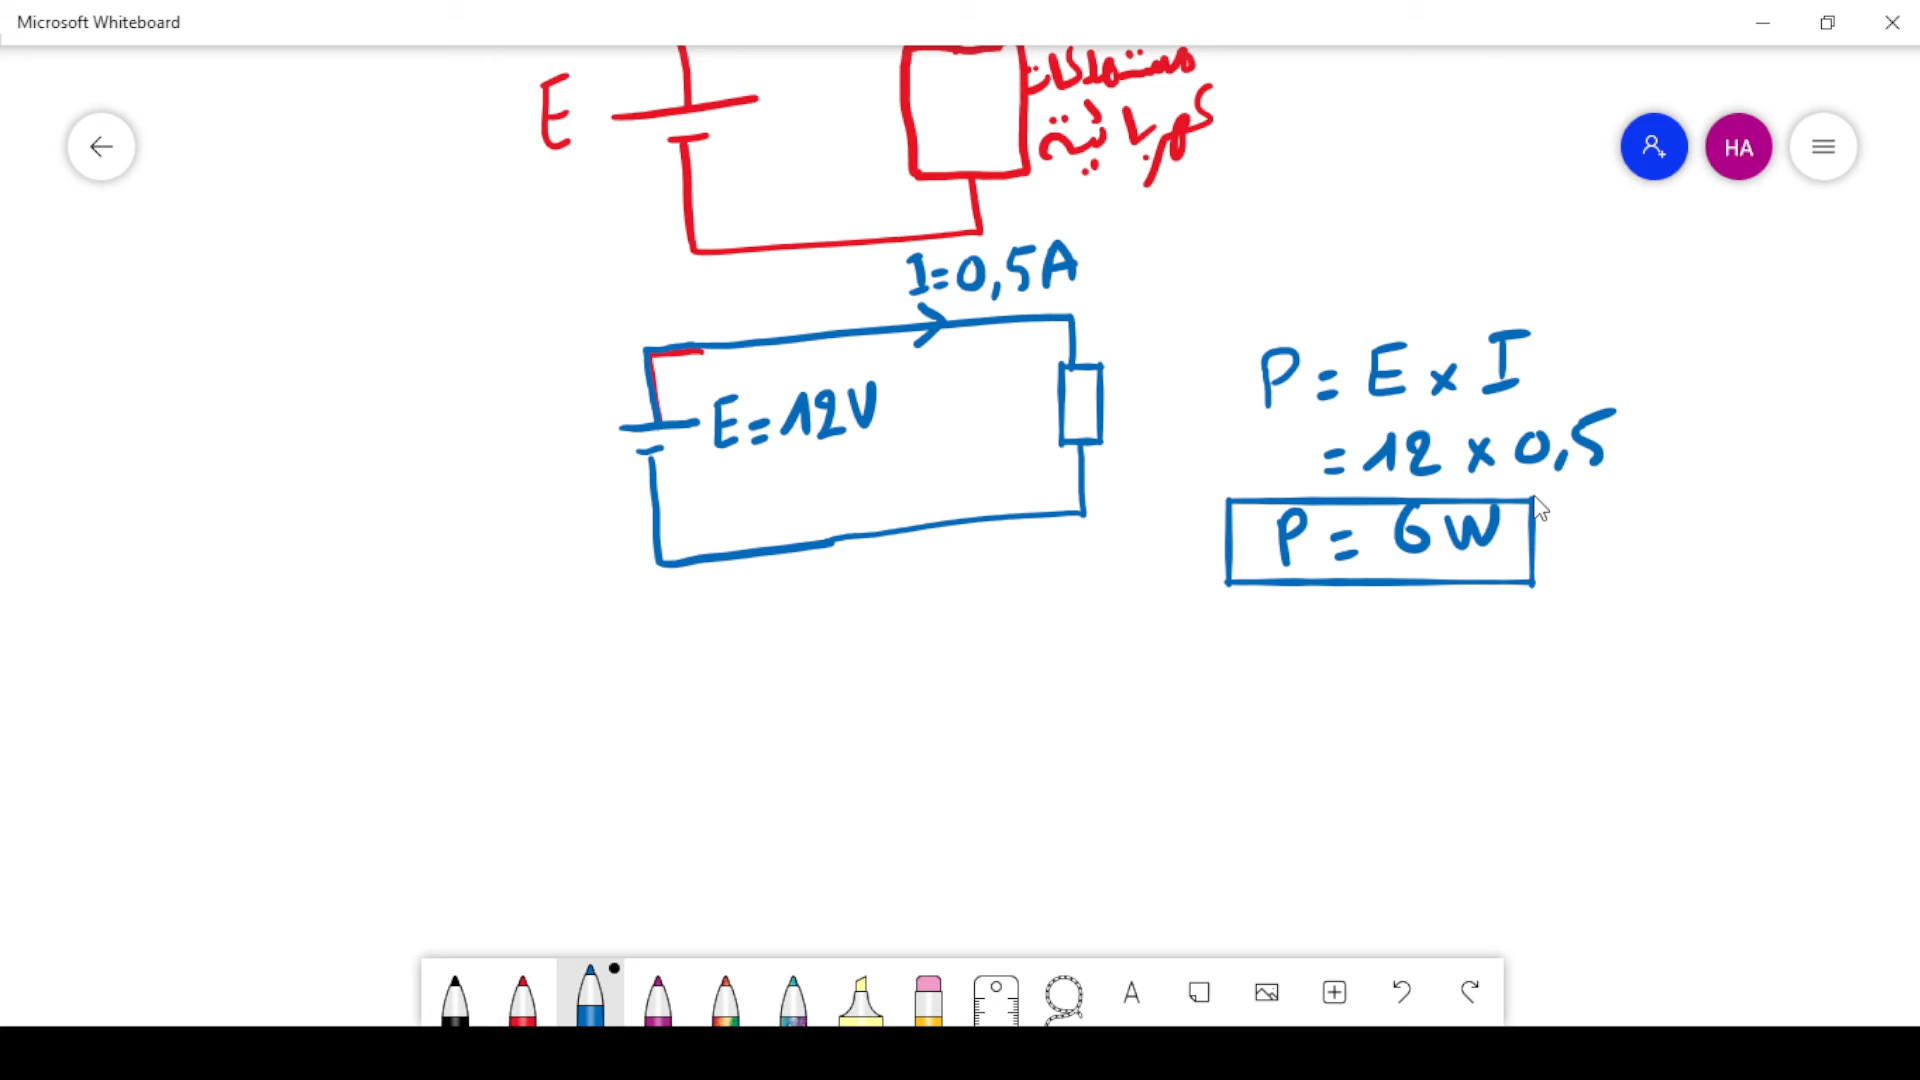 Microsoft Whiteboard
E
مستهلكات
كهربائية
HA
I=0,5A
E=12V
P = E x I
= 12 x 0,5
P = 6W
A